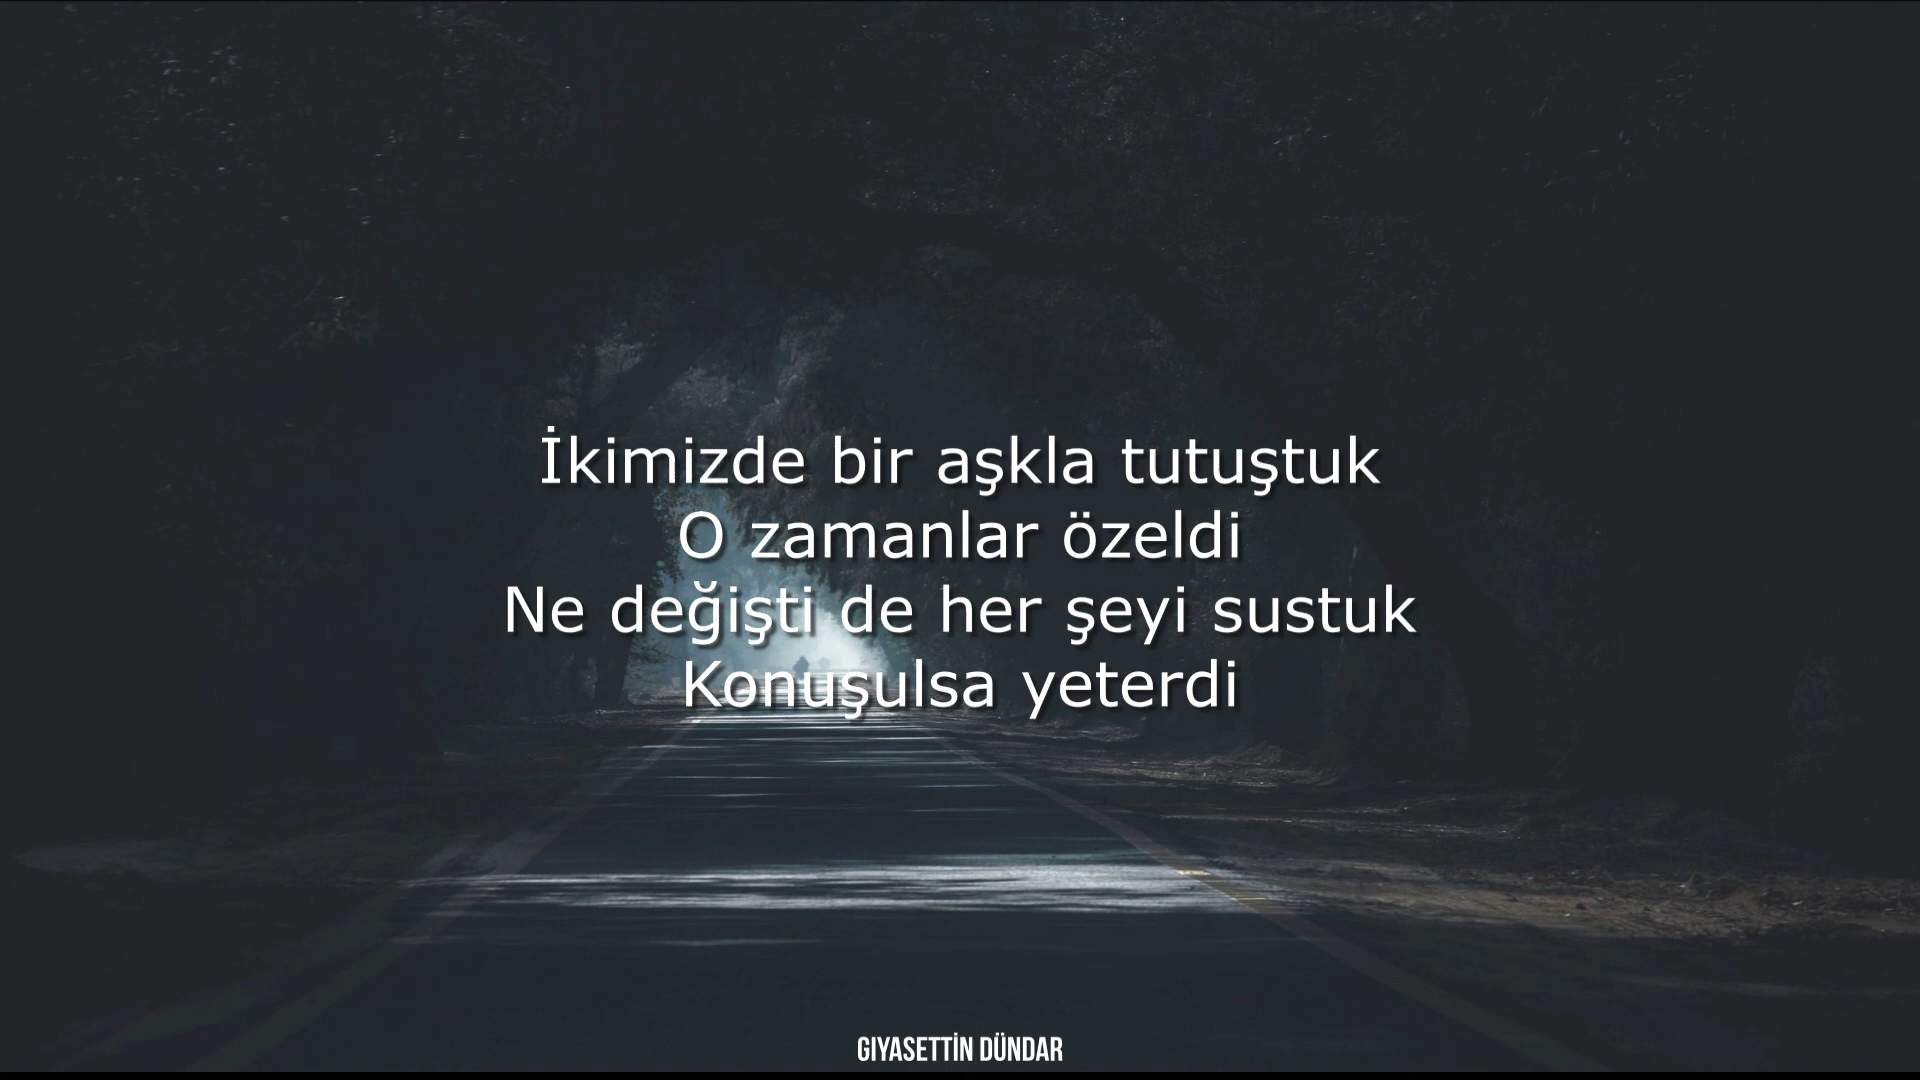 İkimizde bir aşkla tutuştuk
O zamanlar özeldi
Ne değişti de her şeyi sustuk
Konuşulsa yeterdi
GIYASETTİN DÜNDAR